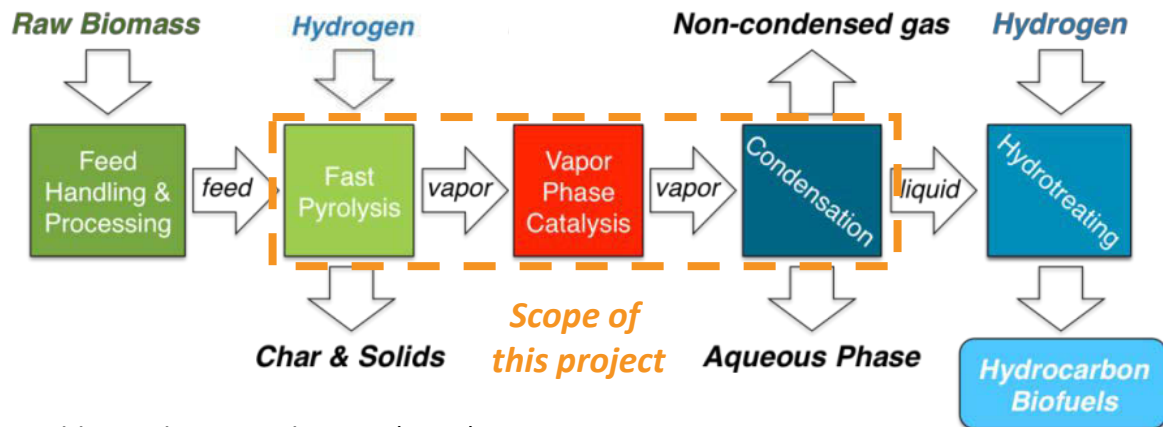 Raw Biomass
Hydrogen
Non-condensed gas
Hydrogen
Feed
Handling &
Processing
feed
Fast
Pyrolysis
vapor
Vapor
Phase
Catalysis
vapor
Condensation
liquid
Hydrotreating
Scope of
this project
Char & Solids
Aqueous Phase
Hydrocarbon
Biofuels